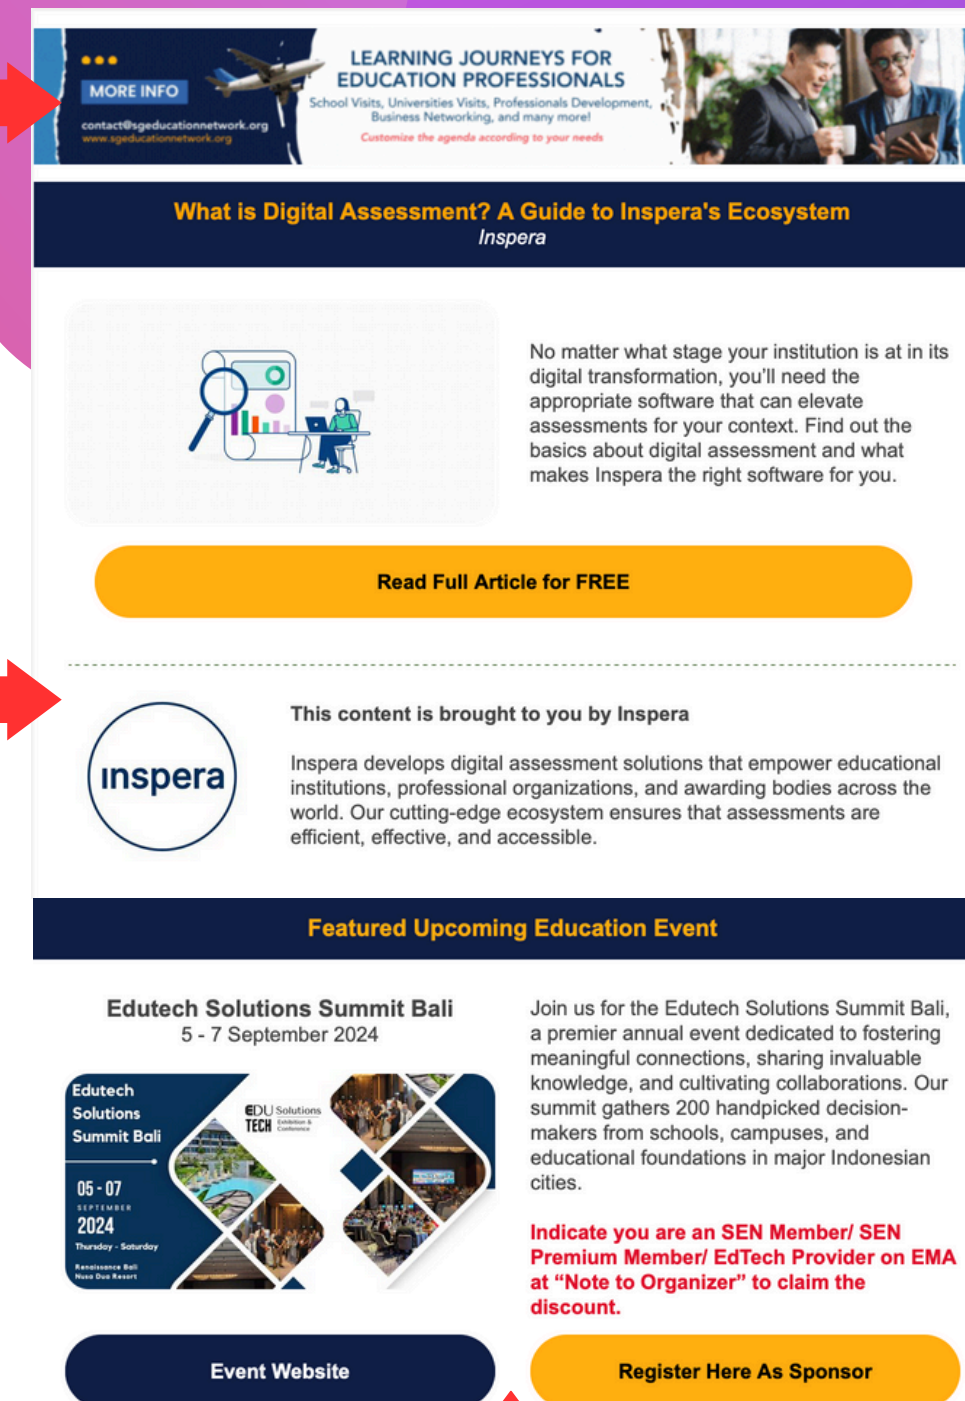 MORE INFO
contact@sgeducationnetwork.org
www.sgeducationnetwork.org
LEARNING JOURNEYS FOR
EDUCATION PROFESSIONALS
School Visits, Universities Visits, Professionals Development,
Business Networking, and many more!
Customize the agenda according to your needs
What is Digital Assessment? A Guide to Inspera's Ecosystem
Inspera
No matter what stage your institution is at in its
digital transformation, you'll need the
appropriate software that can elevate
assessments for your context. Find out the
basics about digital assessment and what
makes Inspera the right software for you.
Read Full Article for FREE
inspera
This content is brought to you by Inspera
Inspera develops digital assessment solutions that empower educational
institutions, professional organizations, and awarding bodies across the
world. Our cutting-edge ecosystem ensures that assessments are
efficient, effective, and accessible.
Featured Upcoming Education Event
Edutech Solutions Summit Bali
5 - 7 September 2024
Edutech
Solutions
Summit Bali
05 - 07
SEPTEMBER
2024
Thursday - Saturday
Renaissance Bali
Nusa Dua Resort
EDU Solutions
TECH Exhibition &
Conference
Join us for the Edutech Solutions Summit Bali,
a premier annual event dedicated to fostering
meaningful connections, sharing invaluable
knowledge, and cultivating collaborations. Our
summit gathers 200 handpicked decision-
makers from schools, campuses, and
educational foundations in major Indonesian
cities.
Indicate you are an SEN Member/ SEN
Premium Member/ EdTech Provider on EMA
at “Note to Organizer” to claim the
discount.
Event Website
Register Here As Sponsor